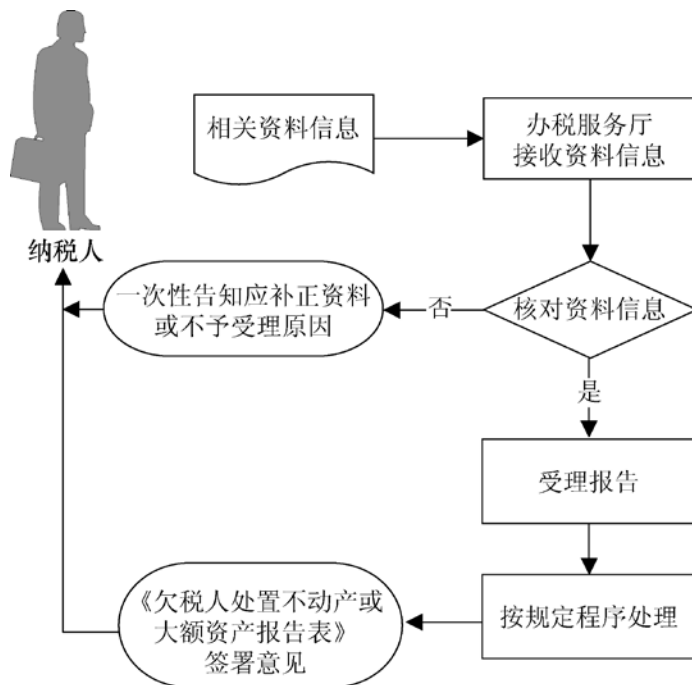 相关资料信息
办税服务厅
接收资料信息
纳税人
一次性告知应补正资料
或不予受理原因
否
核对资料信息
是
受理报告
《欠税人处置不动产或
大额资产报告表》
签署意见
按规定程序处理